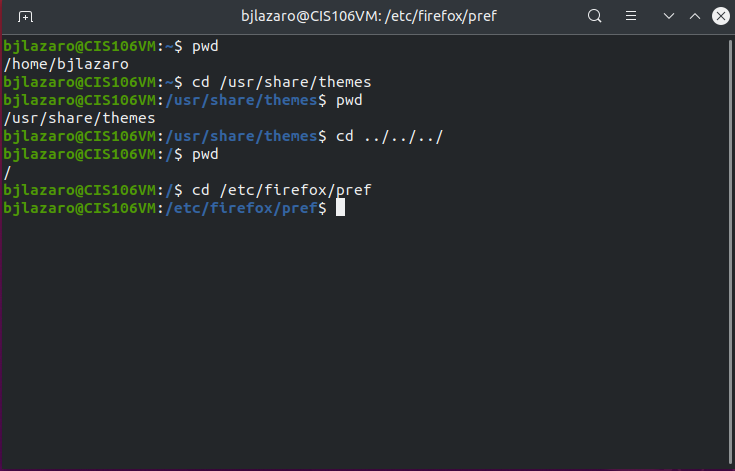 bjlazaro@CIS106VM: /etc/firefox/pref
bjlazaro@CIS106VM:~$ pwd
/home/bjlazaro
bjlazaro@CIS106VM:~$ cd /usr/share/themes
bjlazaro@CIS106VM:/usr/share/themes$ pwd
/usr/share/themes
bjlazaro@CIS106VM:/usr/share/themes$ cd ../../../
bjlazaro@CIS106VM:/$ pwd
/
bjlazaro@CIS106VM:/$ cd /etc/firefox/pref
bjlazaro@CIS106VM:/etc/firefox/pref$